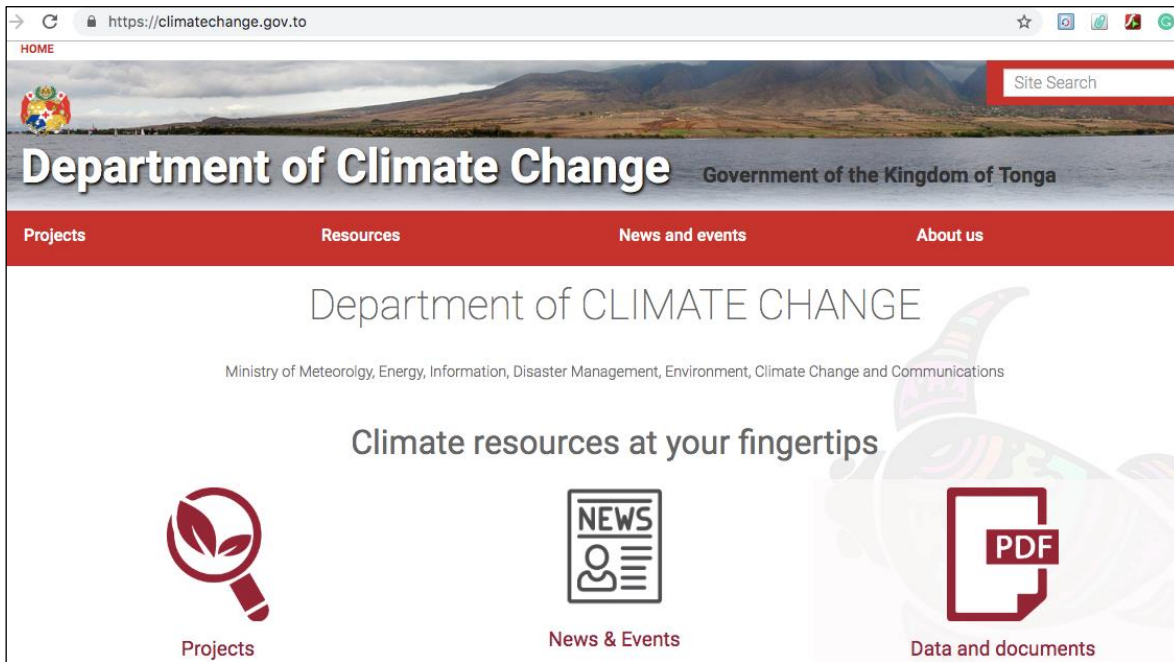 https://climatechange.gov.to
HOME
Site Search
Department of Climate Change Government of the Kingdom of Tonga
Projects Resources News and events About us
Department of CLIMATE CHANGE
Ministry of Meteorolgy, Energy, Information, Disaster Management, Environment, Climate Change and Communications
Climate resources at your fingertips
NEWS
PDF
Projects News & Events Data and documents